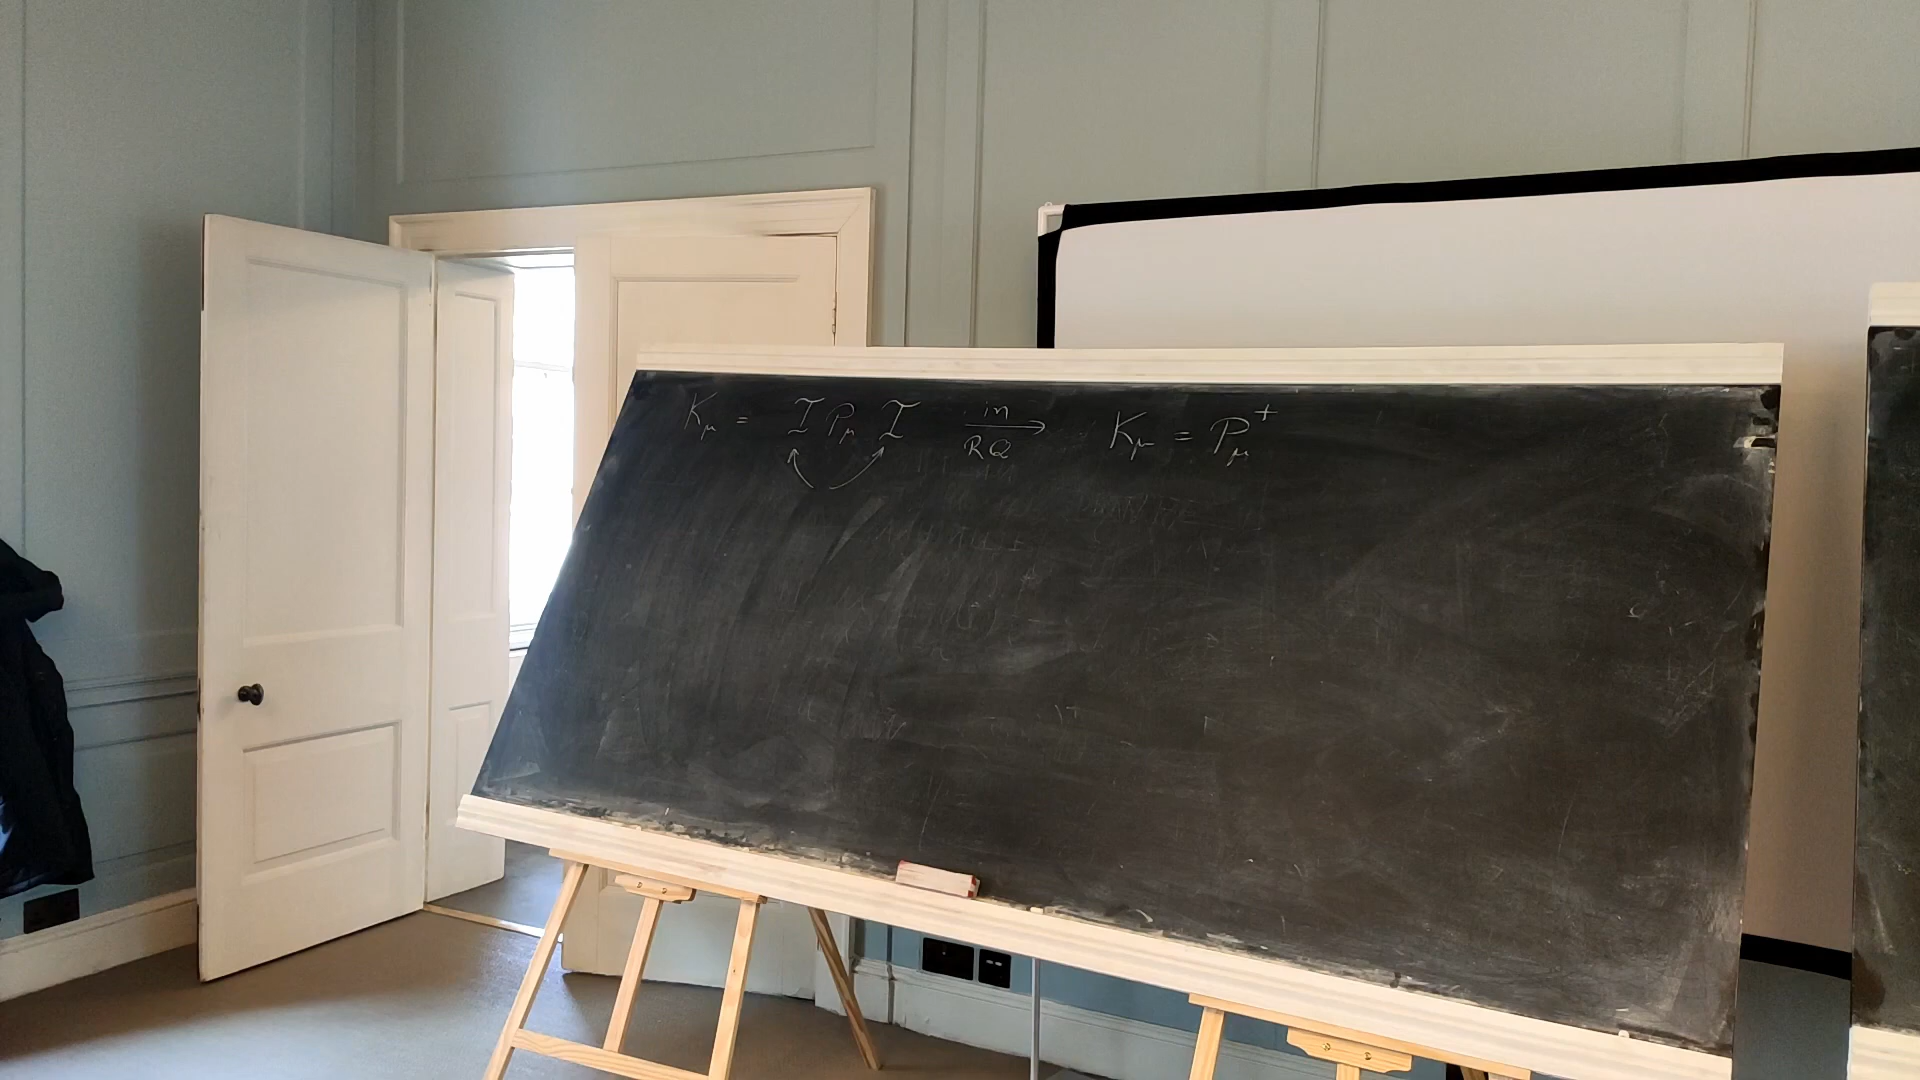 K_μ = I P_μ I  in → RQ  K_μ = P_μ^+